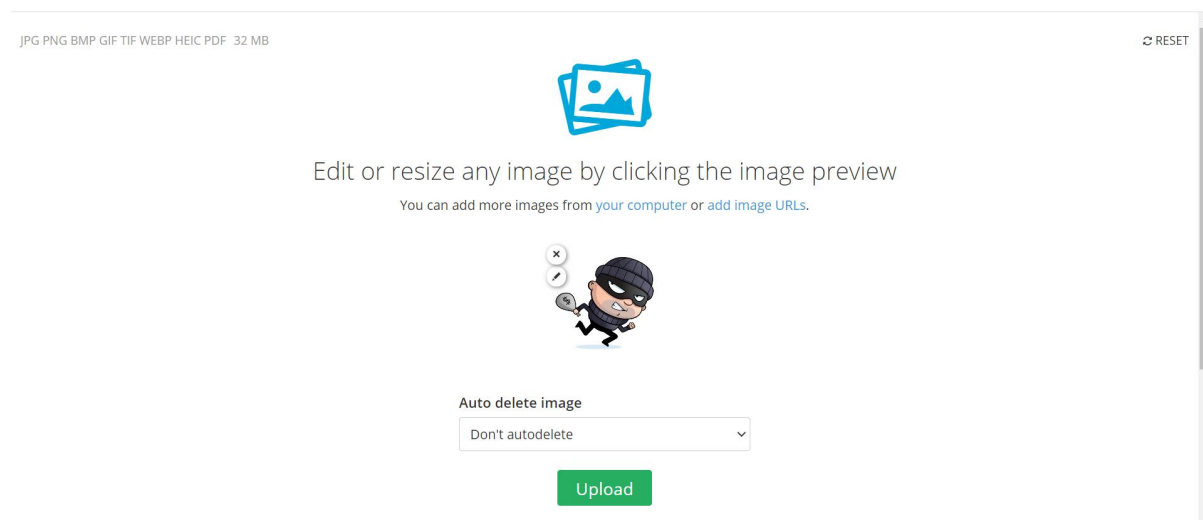 JPG PNG BMP GIF TIF WEBP HEIC PDF 32 MB
RESET
Edit or resize any image by clicking the image preview
You can add more images from your computer or add image URLs.
$
Auto delete image
Don't autodelete
Upload